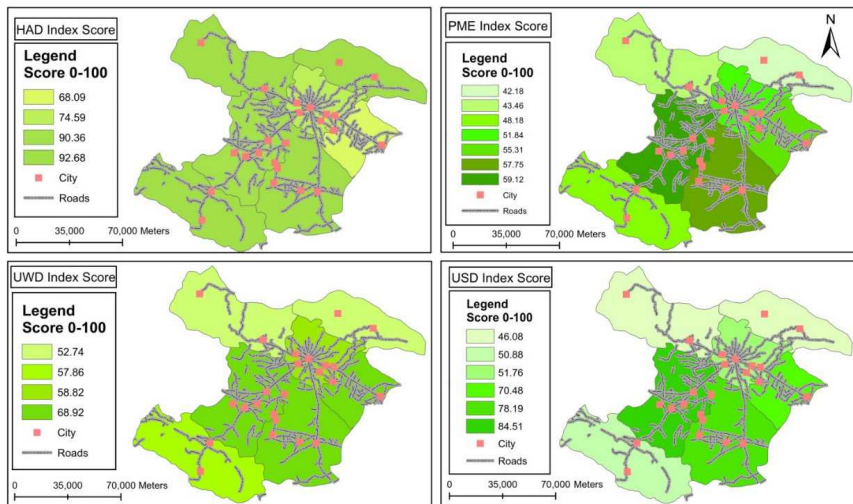 HAD Index Score
Legend
Score 0-100
68.09
74.59
90.36
92.68
City
Roads
0 35,000 70,000 Meters
PME Index Score
N
Legend
Score 0-100
42.18
43.46
48.18
51.84
55.31
57.75
59.12
City
Roads
0 35,000 70,000 Meters
UWD Index Score
Legend
Score 0-100
52.74
57.86
58.82
68.92
City
Roads
0 35,000 70,000 Meters
USD Index Score
Legend
Score 0-100
46.08
50.88
51.76
70.48
78.19
84.51
City
Roads
0 35,000 70,000 Meters